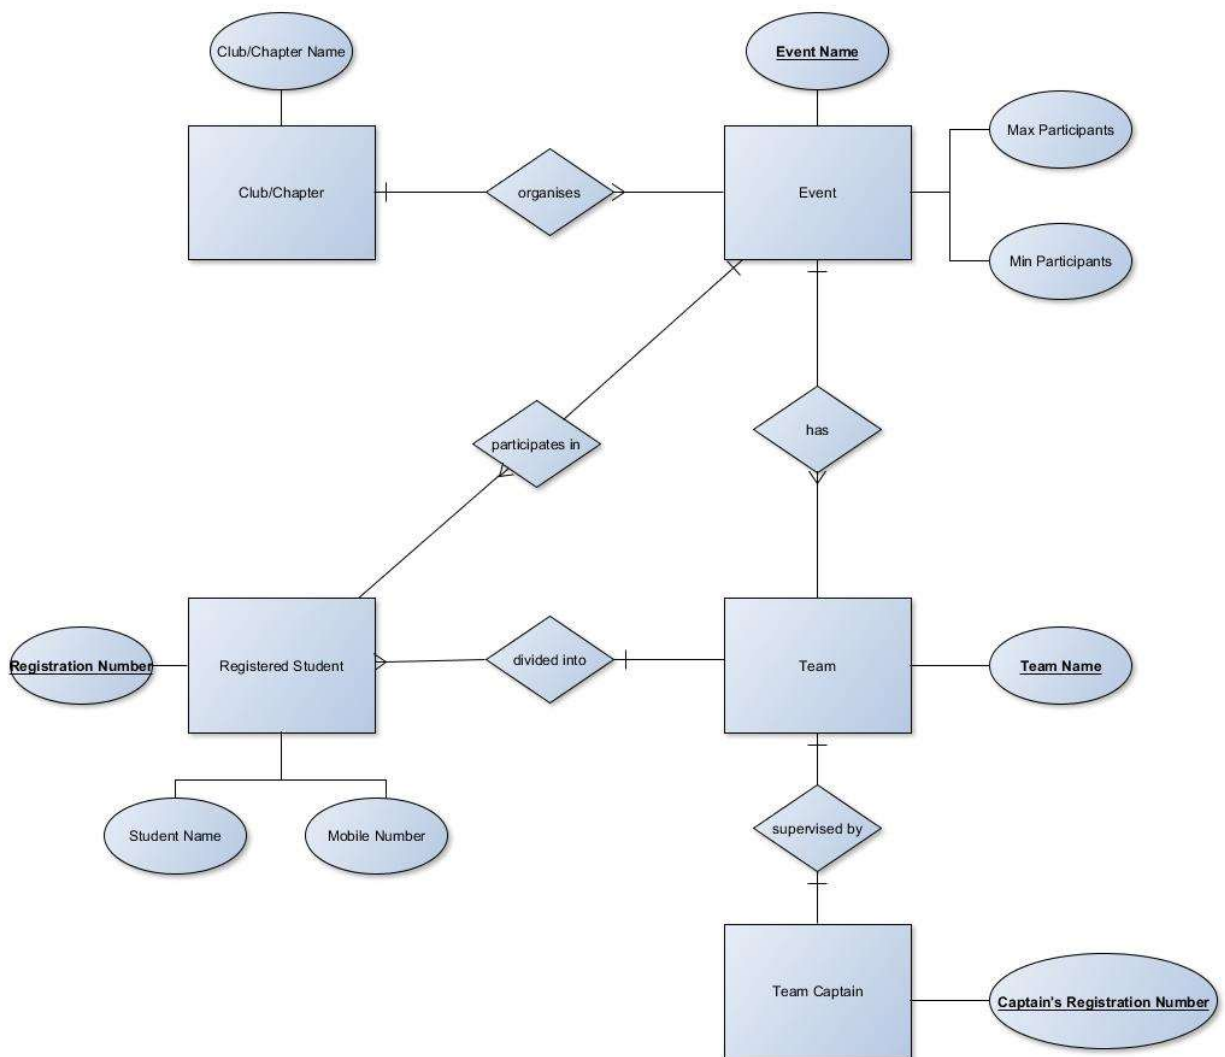 Club/Chapter Name
Event Name
Max Participants
Club/Chapter
organises
Event
Min Participants
participates in
has
Registration Number
Registered Student
divided into
Team
Team Name
Student Name
Mobile Number
supervised by
Team Captain
Captain's Registration Number